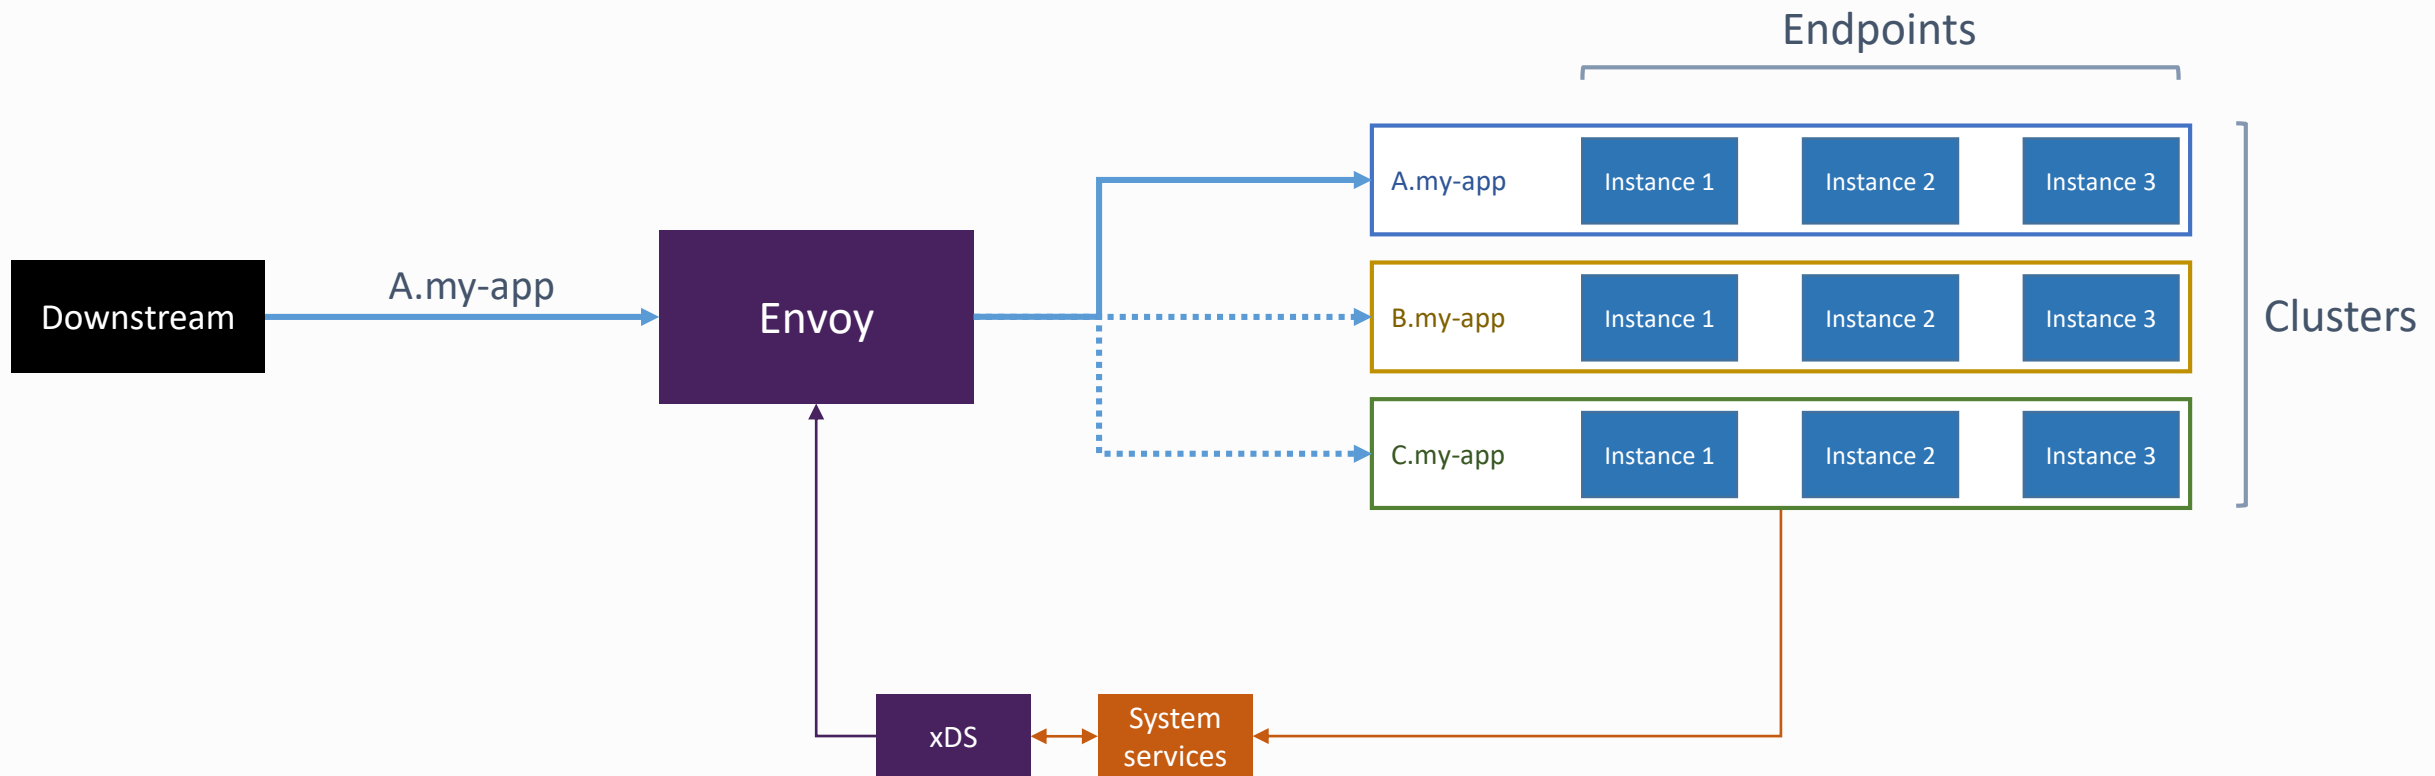 Endpoints
A.my-app
Instance 1
Instance 2
Instance 3
Downstream
A.my-app
Envoy
B.my-app
Instance 1
Instance 2
Instance 3
Clusters
C.my-app
Instance 1
Instance 2
Instance 3
xDS
System
services